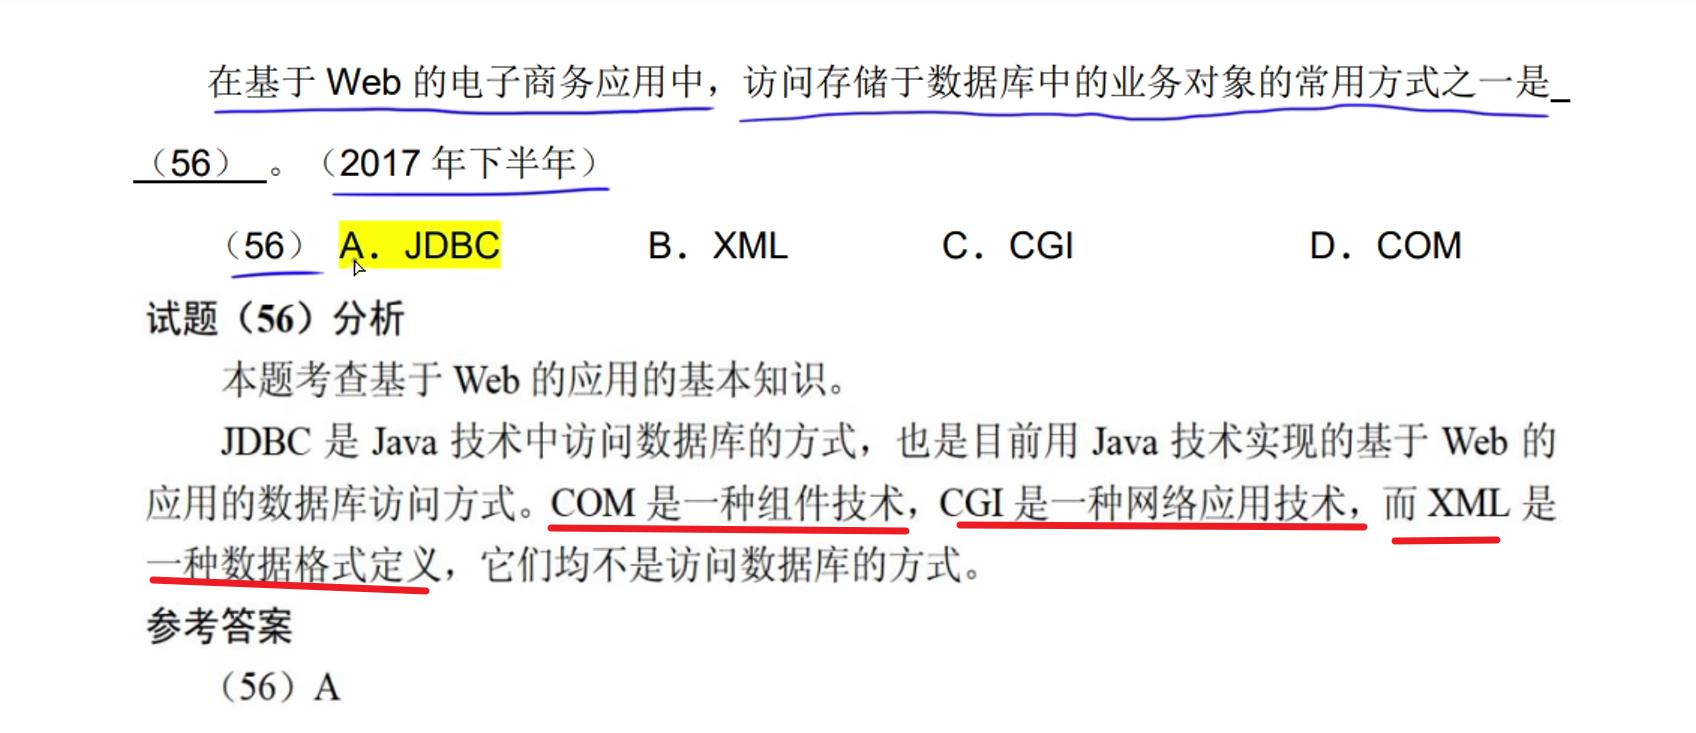 在基于 Web 的电子商务应用中，访问存储于数据库中的业务对象的常用方式之一是
（56） 。（2017 年下半年）
（56） A．JDBC B．XML C．CGI D．COM
试题（56）分析
本题考查基于 Web 的应用的基本知识。
JDBC 是 Java 技术中访问数据库的方式，也是目前用 Java 技术实现的基于 Web 的
应用的数据库访问方式。COM 是一种组件技术，CGI 是一种网络应用技术，而 XML 是
一种数据格式定义，它们均不是访问数据库的方式。
参考答案
（56）A